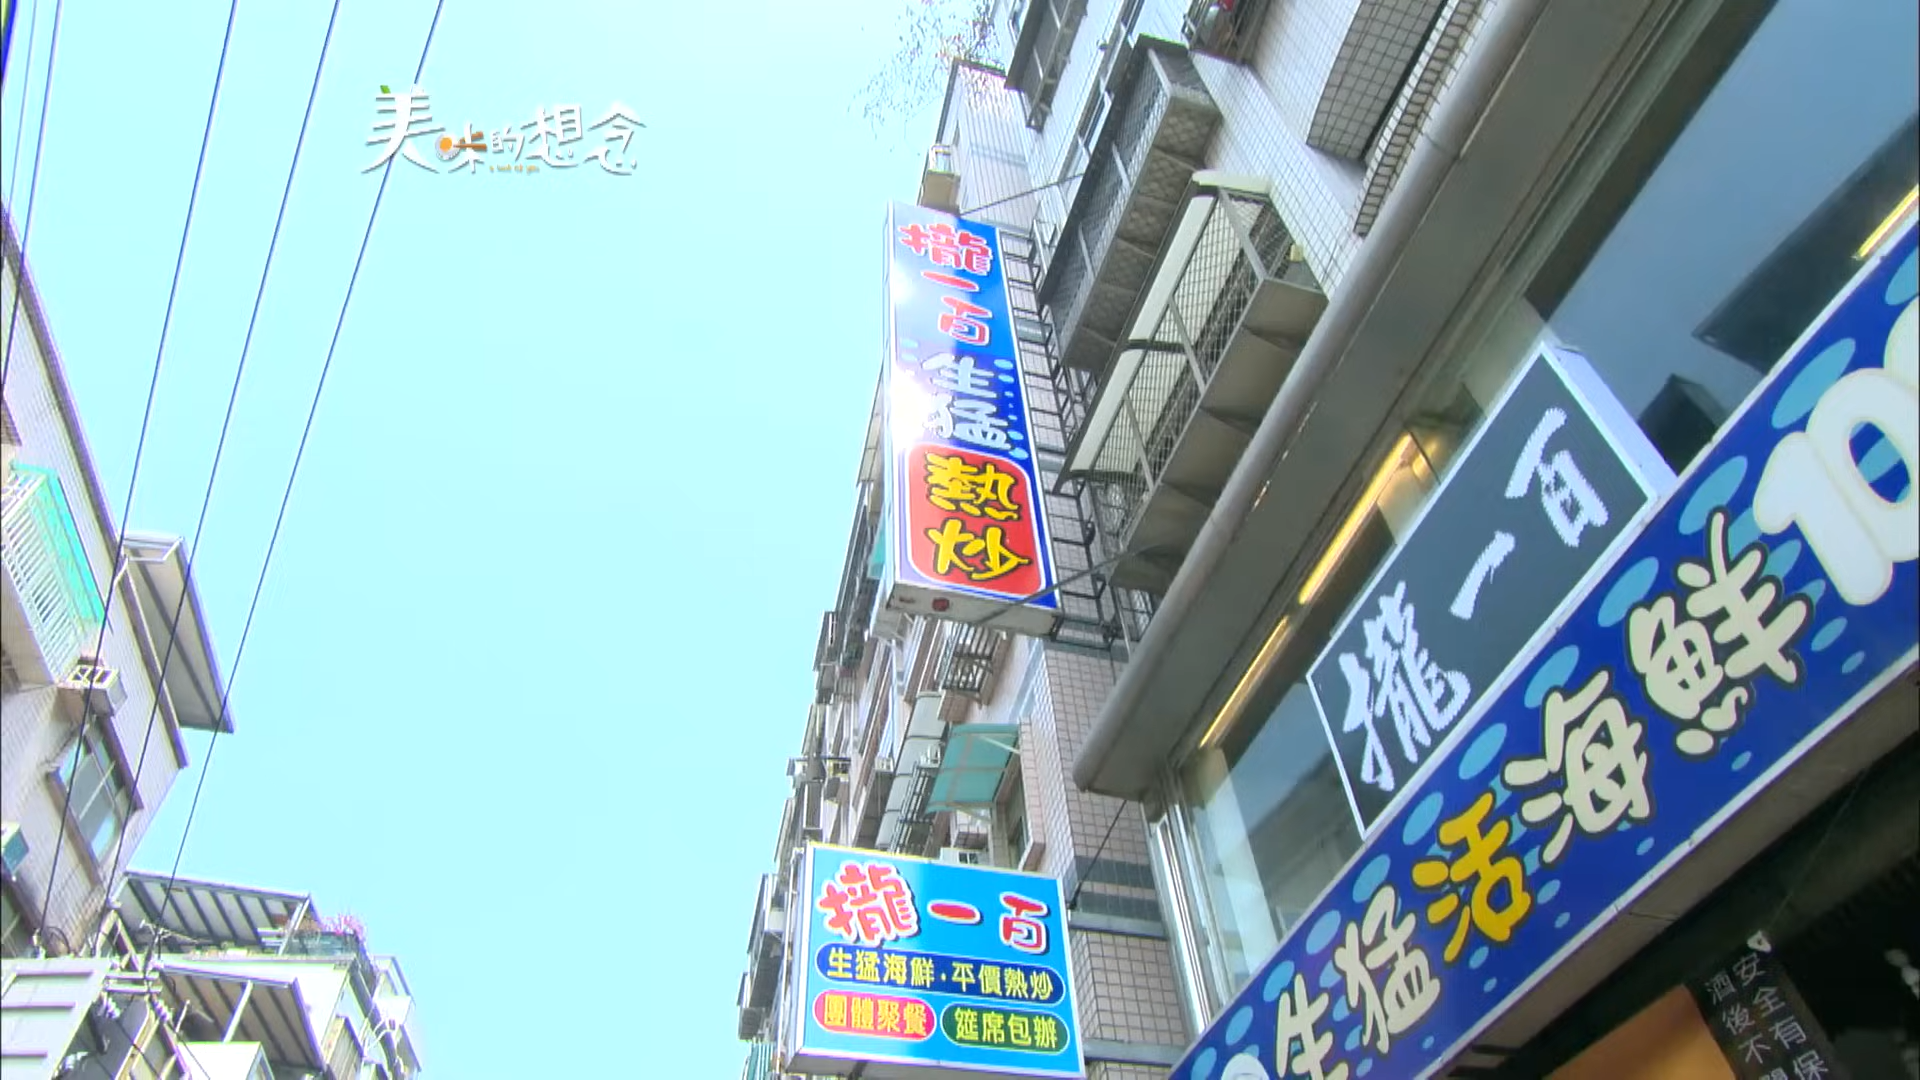 美味的想念
攏一百
生猛
熱炒
攏一百
生猛活海鮮100
攏一百
生猛海鮮．平價熱炒
團體聚餐
筵席包辦
安全有保
酒後不